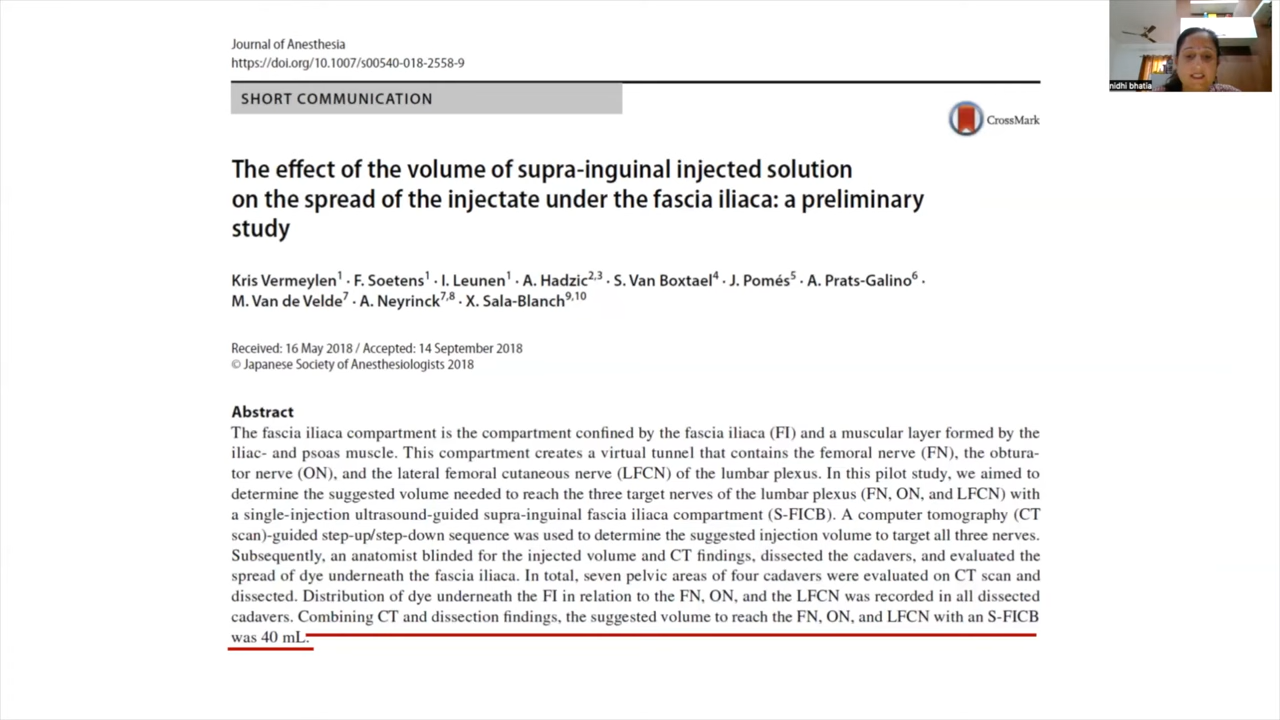 Journal of Anesthesia
https://doi.org/10.1007/s00540-018-2558-9
SHORT COMMUNICATION
CrossMark
The effect of the volume of supra-inguinal injected solution
on the spread of the injectate under the fascia iliaca: a preliminary
study
Kris Vermeylen1 · F. Soetens1 · I. Leunen1 · A. Hadzic2,3 · S. Van Boxtael4 · J. Pomés5 · A. Prats-Galino6 ·
M. Van de Velde7 · A. Neyrinck7,8 · X. Sala-Blanch9,10
Received: 16 May 2018 / Accepted: 14 September 2018
© Japanese Society of Anesthesiologists 2018
Abstract
The fascia iliaca compartment is the compartment confined by the fascia iliaca (FI) and a muscular layer formed by the
iliac- and psoas muscle. This compartment creates a virtual tunnel that contains the femoral nerve (FN), the obtura-
tor nerve (ON), and the lateral femoral cutaneous nerve (LFCN) of the lumbar plexus. In this pilot study, we aimed to
determine the suggested volume needed to reach the three target nerves of the lumbar plexus (FN, ON, and LFCN) with
a single-injection ultrasound-guided supra-inguinal fascia iliaca compartment (S-FICB). A computer tomography (CT
scan)-guided step-up/step-down sequence was used to determine the suggested injection volume to target all three nerves.
Subsequently, an anatomist blinded for the injected volume and CT findings, dissected the cadavers, and evaluated the
spread of dye underneath the fascia iliaca. In total, seven pelvic areas of four cadavers were evaluated on CT scan and
dissected. Distribution of dye underneath the FI in relation to the FN, ON, and the LFCN was recorded in all dissected
cadavers. Combining CT and dissection findings, the suggested volume to reach the FN, ON, and LFCN with an S-FICB
was 40 mL.
nidhi bhatia